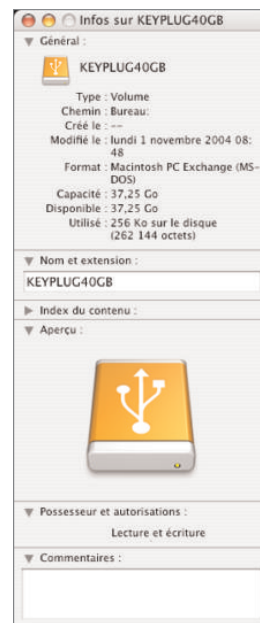 Infos sur KEYPLUG40GB
Général :
KEYPLUG40GB
Type : Volume
Chemin : Bureau:
Créé le : --
Modifié le : lundi 1 novembre 2004 08:
48
Format : Macintosh PC Exchange (MS-
DOS)
Capacité : 37,25 Go
Disponible : 37,25 Go
Utilisé : 256 Ko sur le disque
(262 144 octets)
Nom et extension :
KEYPLUG40GB
Index du contenu :
Aperçu :
Possesseur et autorisations :
Lecture et écriture
Commentaires :